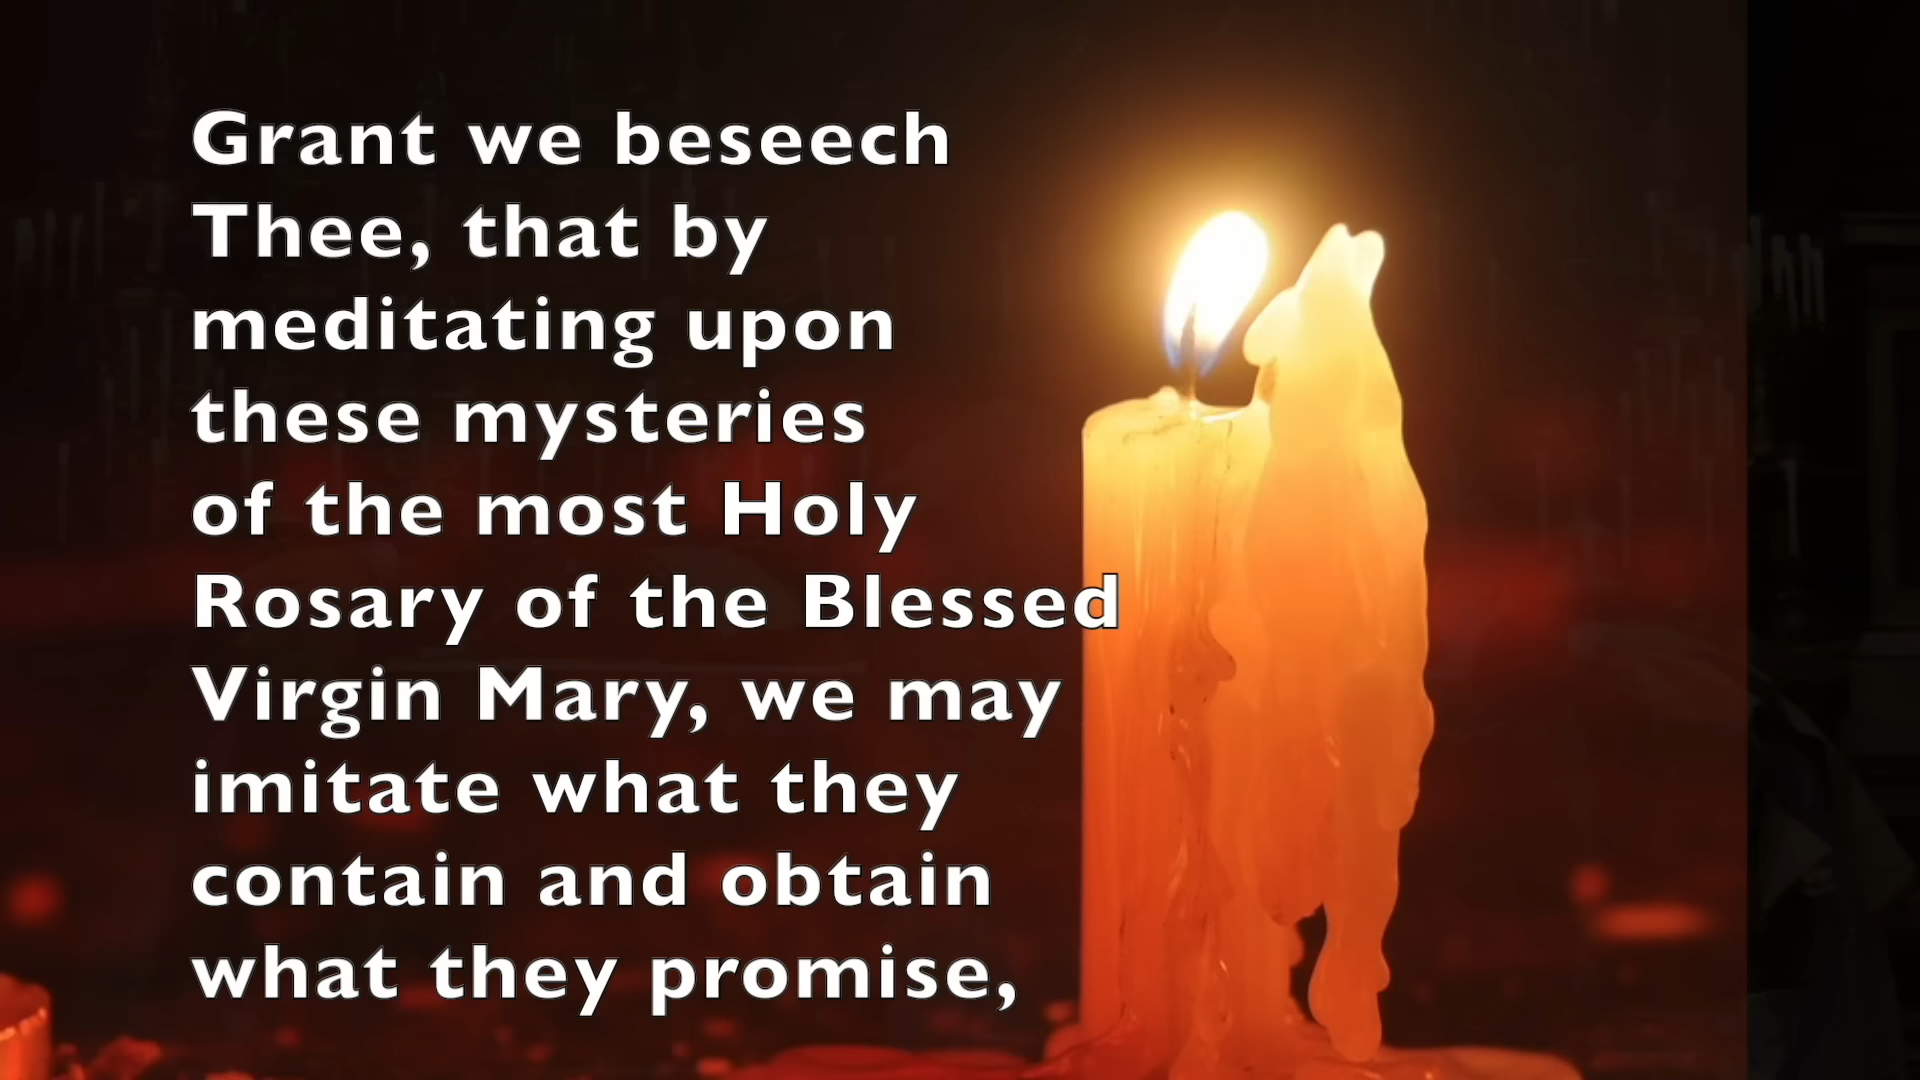 Grant we beseech
Thee, that by
meditating upon
these mysteries
of the most Holy
Rosary of the Blessed
Virgin Mary, we may
imitate what they
contain and obtain
what they promise,